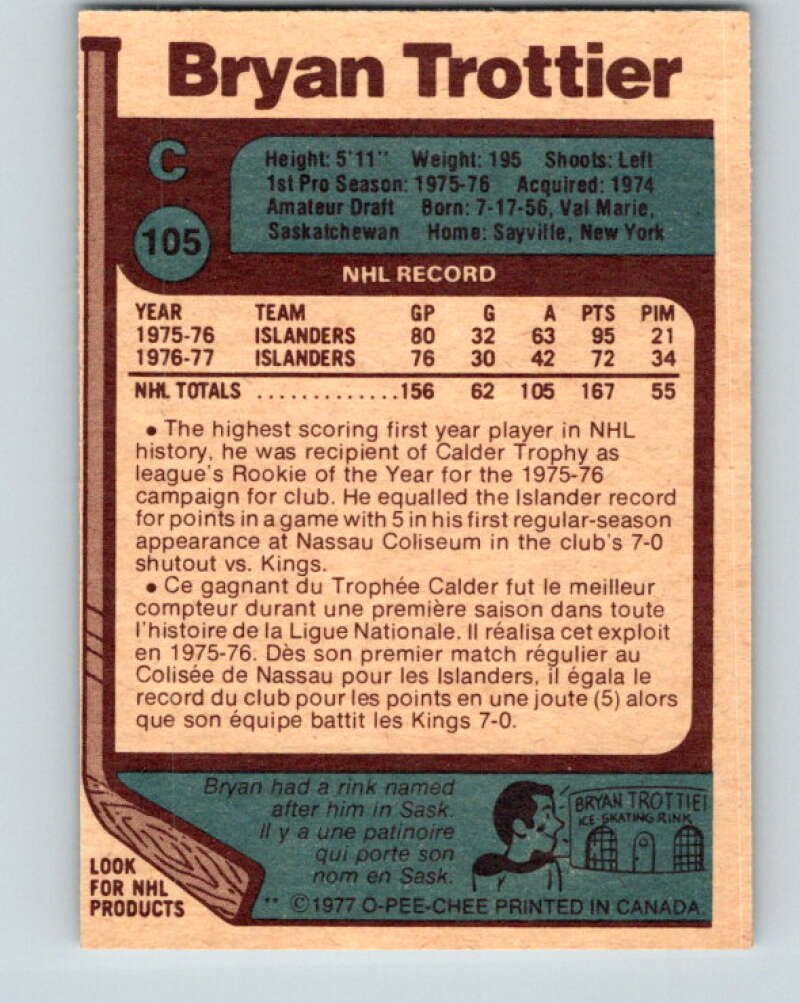 Bryan Trottier
C
Height: 5'11" Weight: 195 Shoots: Left
1st Pro Season: 1975-76 Acquired: 1974
Amateur Draft Born: 7-17-56, Val Marie,
Saskatchewan Home: Sayville, New York
105
NHL RECORD
YEAR TEAM GP G A PTS PIM
1975-76 ISLANDERS 80 32 63 95 21
1976-77 ISLANDERS 76 30 42 72 34
NHL TOTALS .............156 62 105 167 55
• The highest scoring first year player in NHL
history, he was recipient of Calder Trophy as
league's Rookie of the Year for the 1975-76
campaign for club. He equalled the Islander record
for points in a game with 5 in his first regular-season
appearance at Nassau Coliseum in the club's 7-0
shutout vs. Kings.
• Ce gagnant du Trophée Calder fut le meilleur
compteur durant une première saison dans toute
l'histoire de la Ligue Nationale. Il réalisa cet exploit
en 1975-76. Dès son premier match régulier au
Colisée de Nassau pour les Islanders, il égala le
record du club pour les points en une joute (5) alors
que son équipe battit les Kings 7-0.
Bryan had a rink named
after him in Sask.
Il y a une patinoire
qui porte son
nom en Sask.
BRYAN TROTTIEI
ICE-SKATING RINK
LOOK
FOR NHL
PRODUCTS
** ©1977 O-PEE-CHEE PRINTED IN CANADA